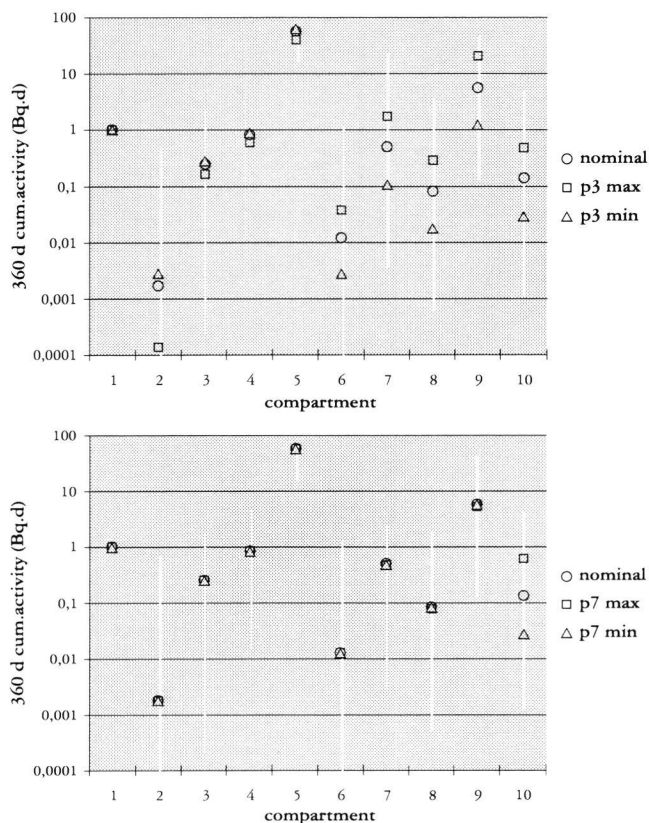 100
10
1
0,1
0,01
0,001
0,0001
360 d cum.activity (Bq.d)
1 2 3 4 5 6 7 8 9 10
compartment
nominal
p3 max
p3 min
100
10
1
0,1
0,01
0,001
0,0001
360 d cum.activity (Bq.d)
1 2 3 4 5 6 7 8 9 10
compartment
nominal
p7 max
p7 min